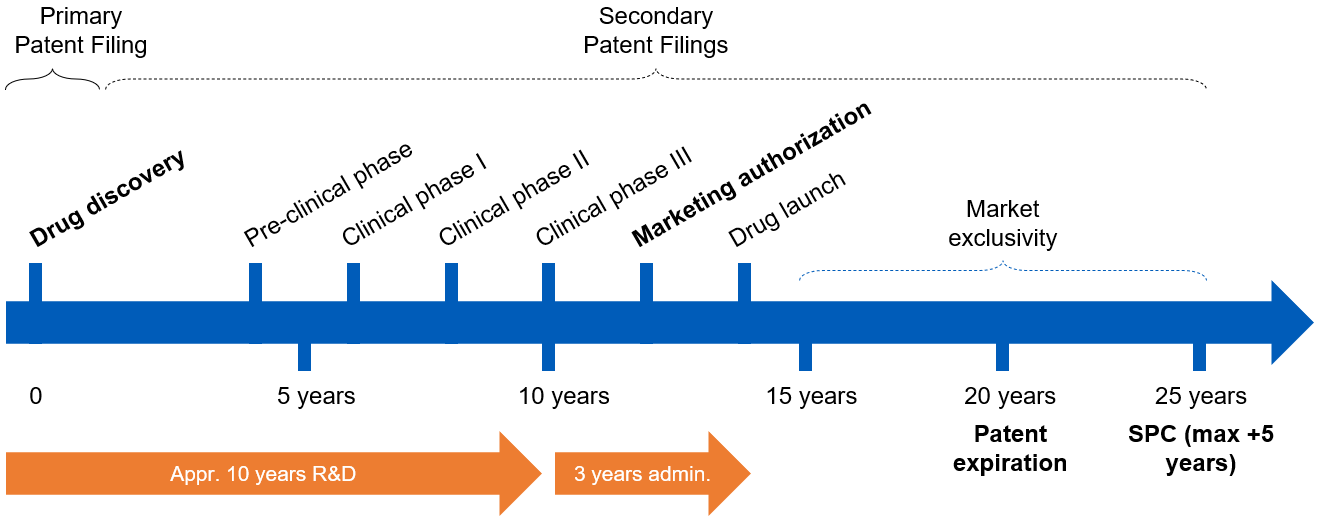 Primary
Patent Filing
Secondary
Patent Filings
Drug discovery
Pre-clinical phase
Clinical phase I
Clinical phase II
Clinical phase III
Marketing authorization
Drug launch
Market
exclusivity
0
5 years
10 years
15 years
20 years
25 years
Patent
expiration
SPC (max +5
years)
Appr. 10 years R&D
3 years admin.